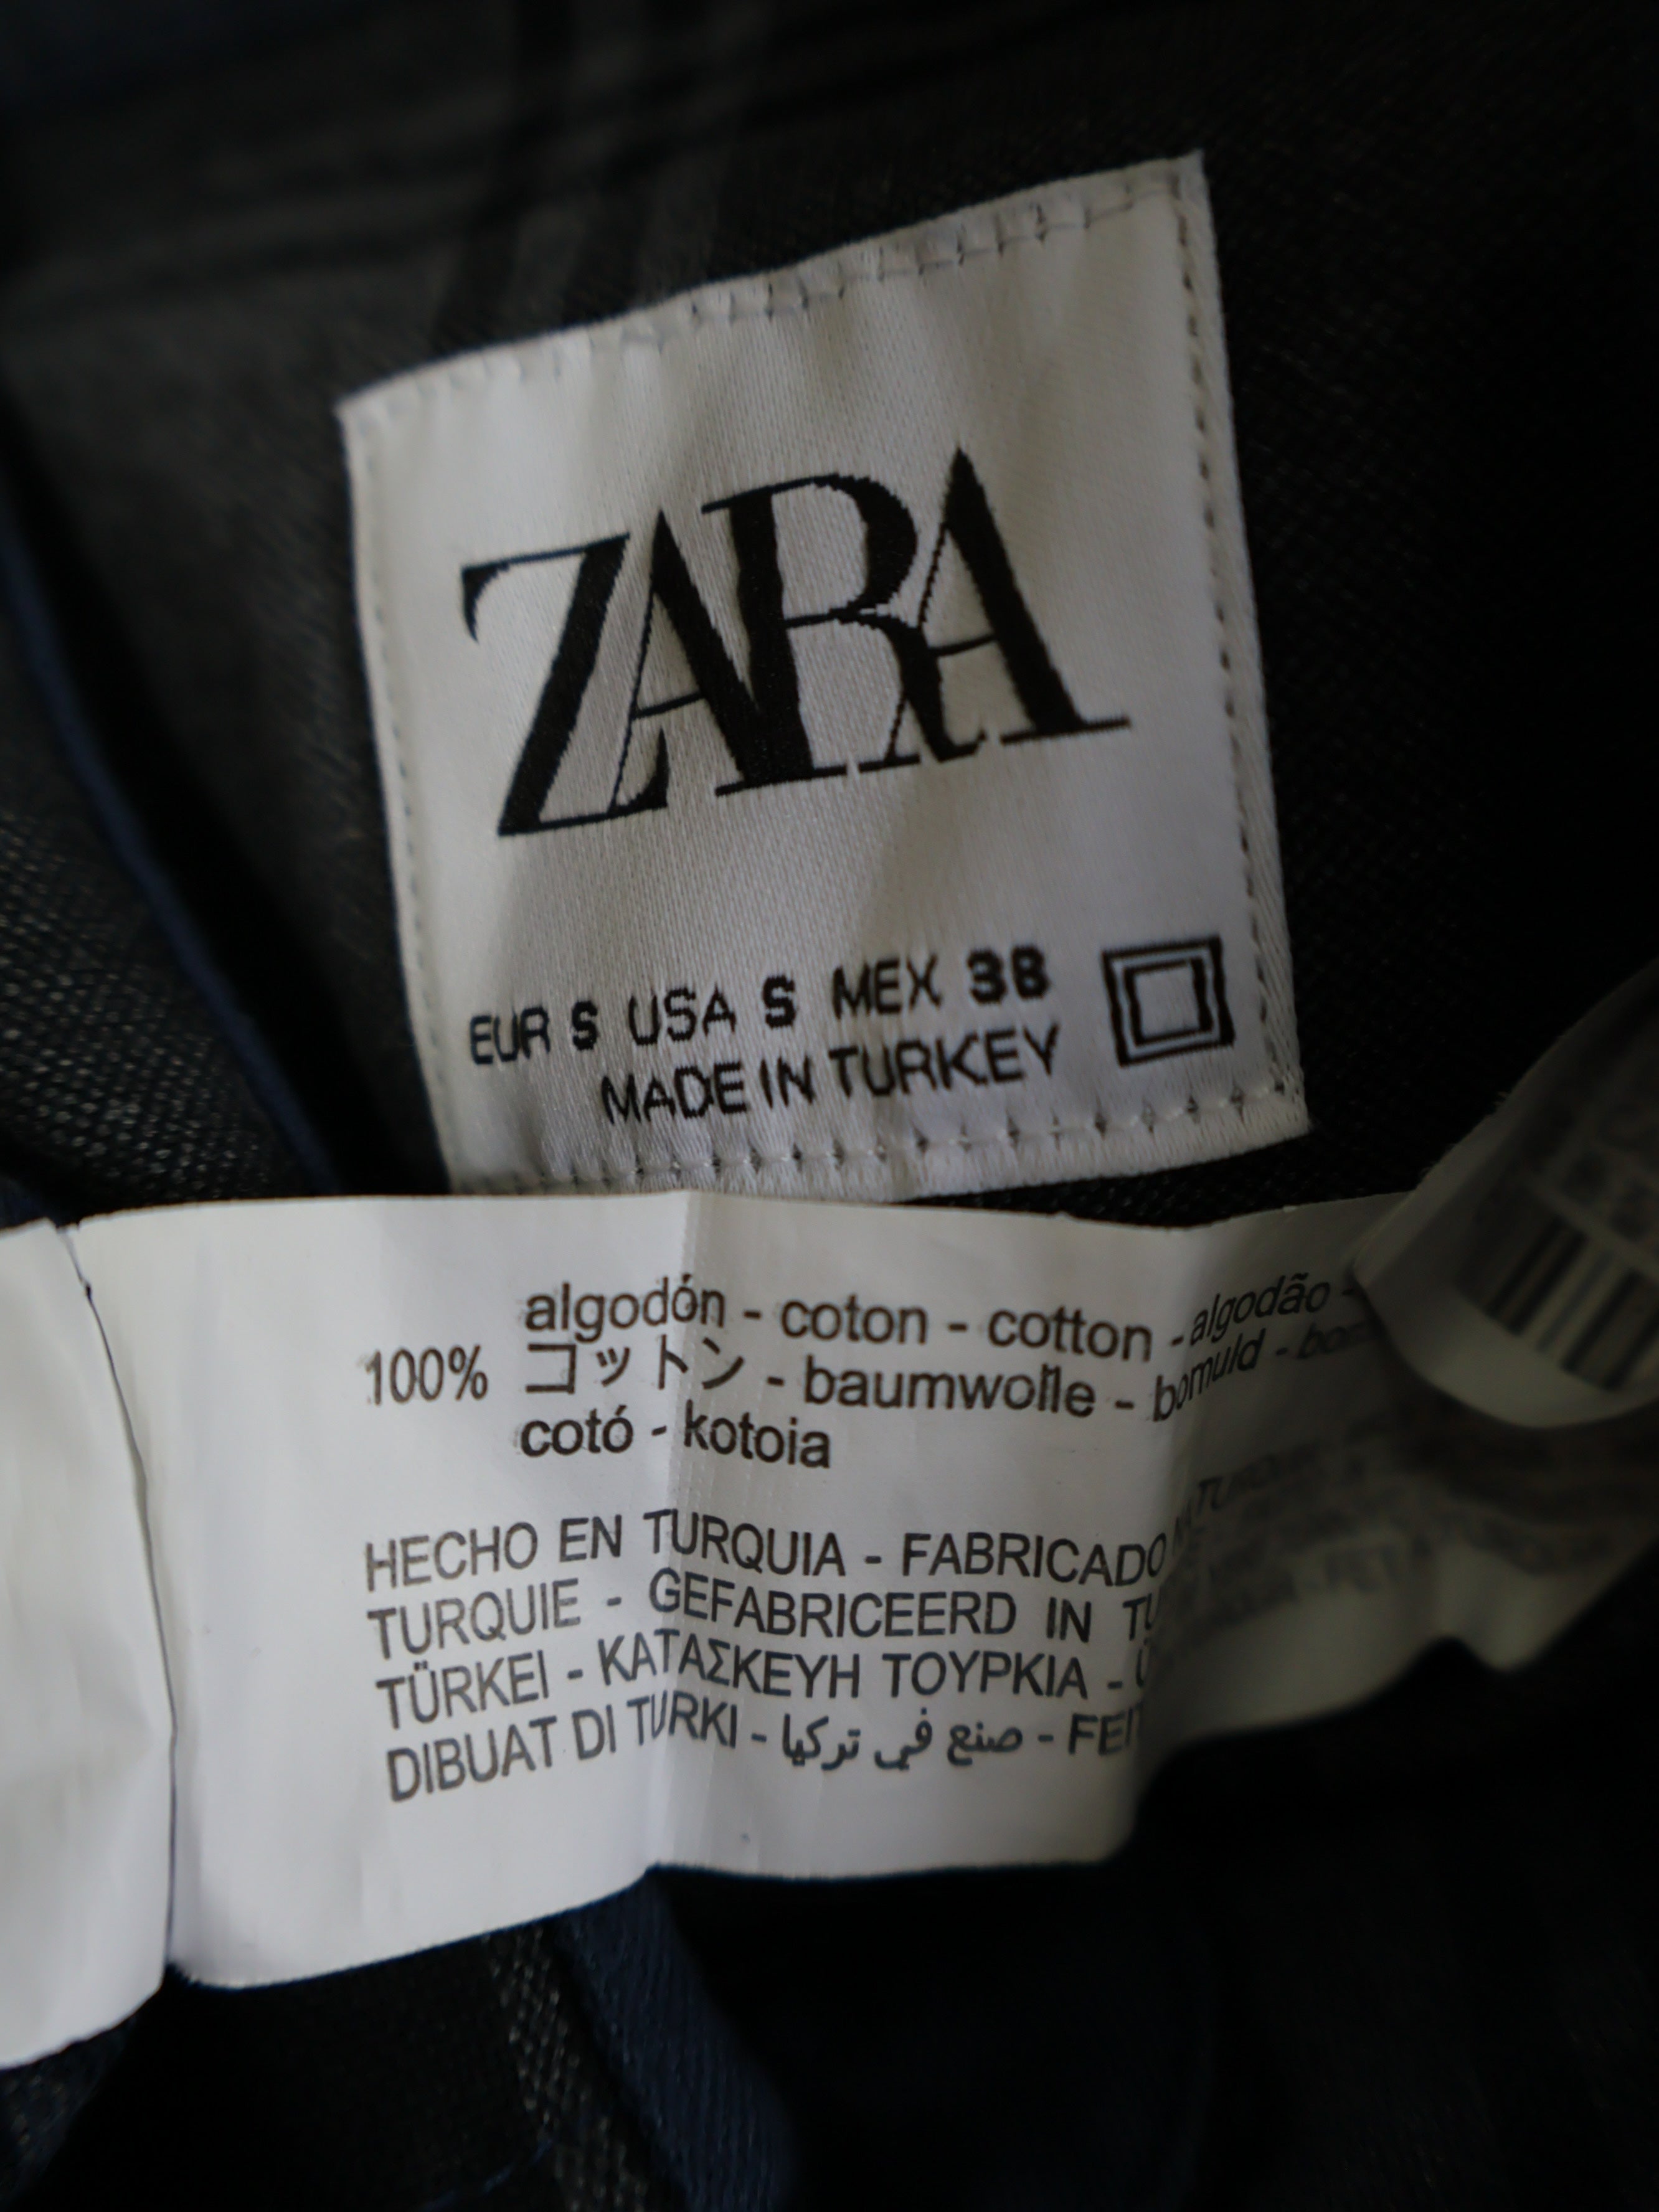 ZARA
EUR S USA S MEX 38
MADE IN TURKEY
algodón - coton - cotton - algodão -
100% コットン - baumwolle - bomuld -
cotó - kotoia
HECHO EN TURQUIA - FABRICADO NA
TURQUIE - GEFABRICEERD IN
TÜRKEI - ΚΑΤΑΣΚΕΥΗ ΤΟΥΡΚΙΑ -
DIBUAT DI TURKI - صنع في تركيا -